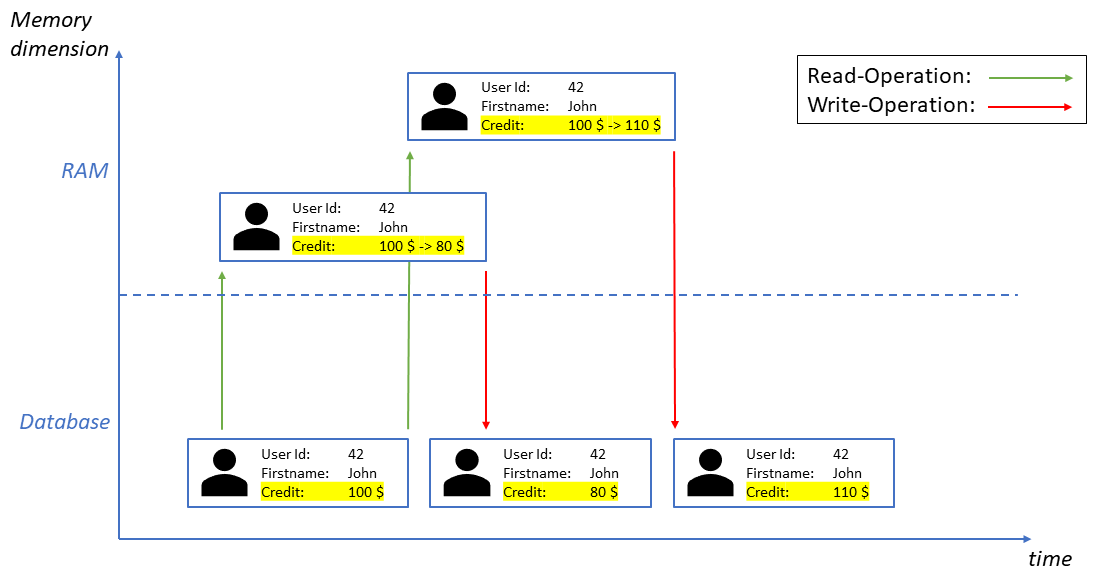 Memory
dimension
Read-Operation:
Write-Operation:
User Id: 42
Firstname: John
Credit: 100 $ -> 110 $
RAM
User Id: 42
Firstname: John
Credit: 100 $ -> 80 $
Database
User Id: 42
Firstname: John
Credit: 100 $
User Id: 42
Firstname: John
Credit: 80 $
User Id: 42
Firstname: John
Credit: 110 $
time